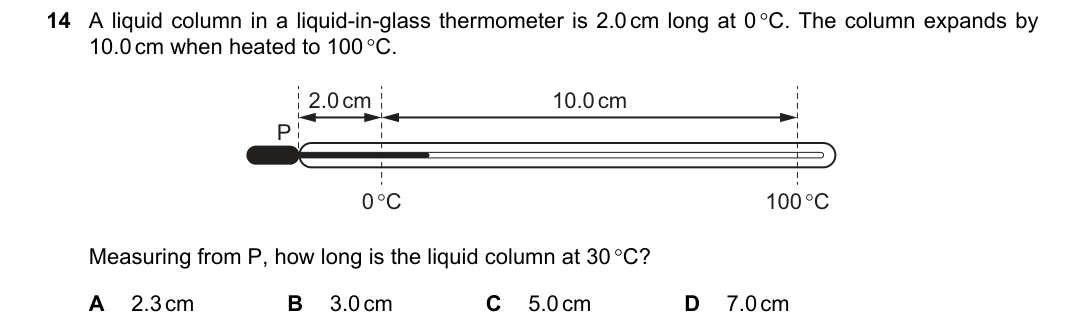 14 A liquid column in a liquid-in-glass thermometer is 2.0 cm long at 0 °C. The column expands by
10.0 cm when heated to 100 °C.
2.0 cm 10.0 cm
P
0 °C 100 °C
Measuring from P, how long is the liquid column at 30 °C?
A 2.3 cm B 3.0 cm C 5.0 cm D 7.0 cm